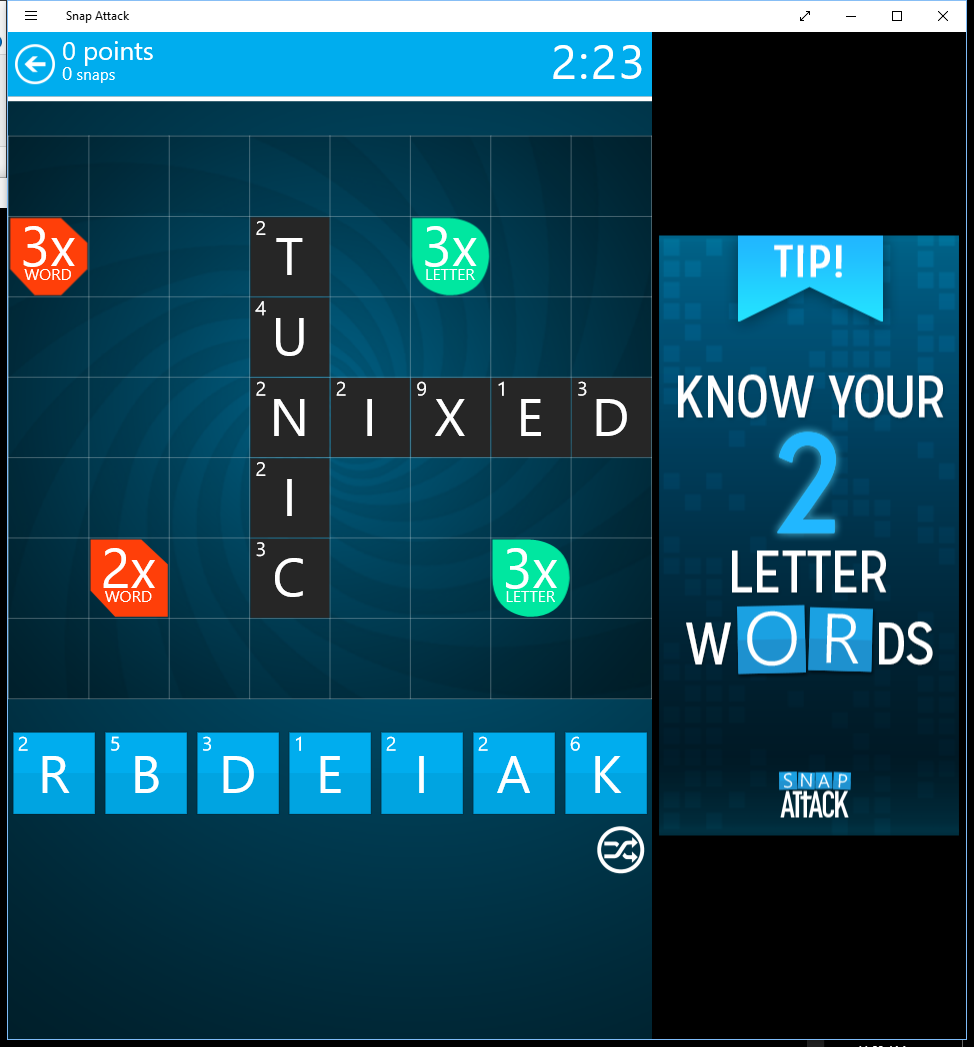 Snap Attack
0 points
0 snaps
2:23
3x
WORD
2 T
3x
LETTER
4 U
2 N 2 I 9 X 1 E 3 D
2 I
2x
WORD
3 C
3x
LETTER
2 R 5 B 3 D 1 E 2 I 2 A 6 K
TIP!
KNOW YOUR
2
LETTER
WORDS
SNAP
ATTACK